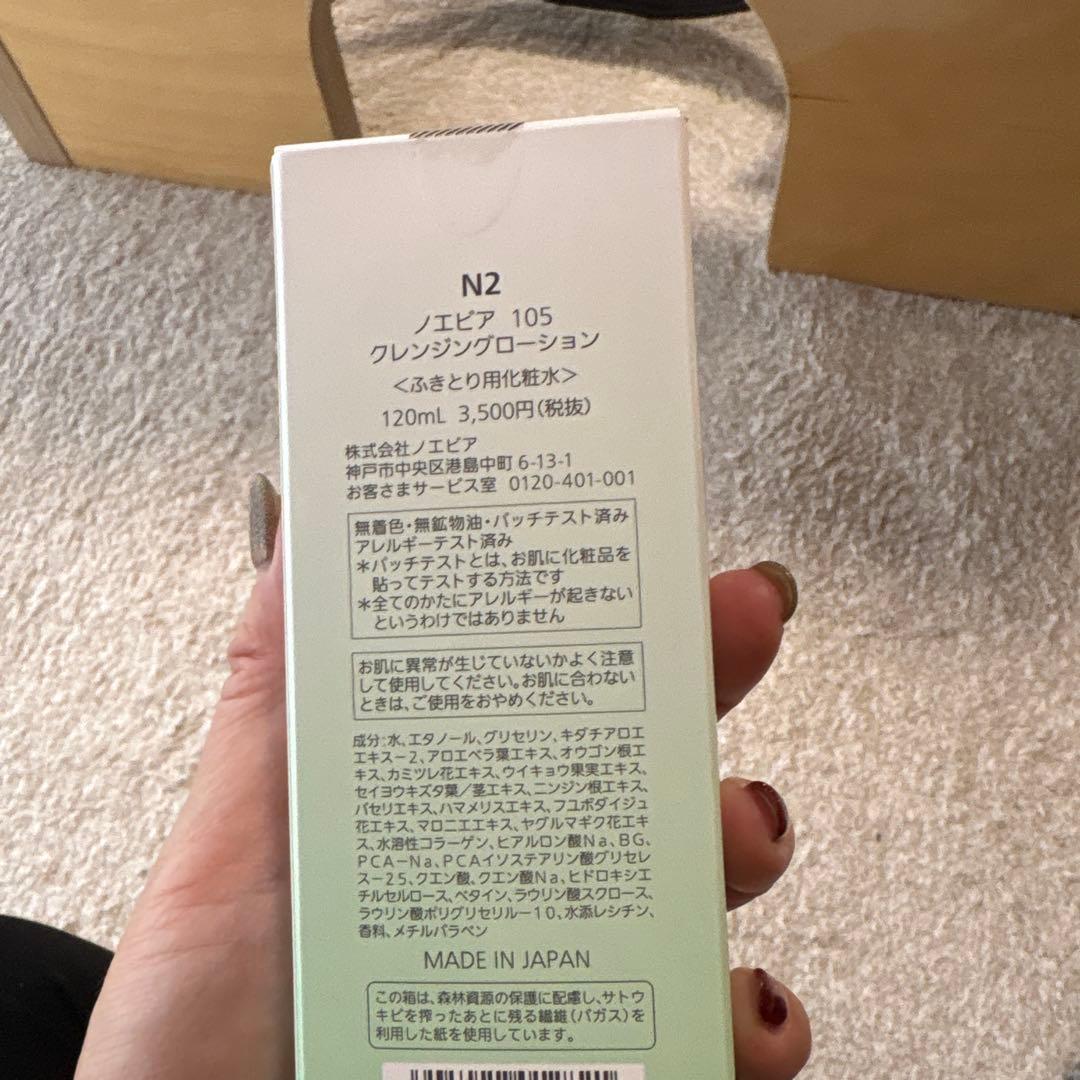 N2
ノエビア 105
クレンジングローション
＜ふきとり用化粧水＞
120mL 3,500円（税抜）
株式会社ノエビア
神戸市中央区港島中町 6-13-1
お客さまサービス室 0120-401-001
無着色・無鉱物油・パッチテスト済み
アレルギーテスト済み
＊パッチテストとは、お肌に化粧品を
貼ってテストする方法です
＊全てのかたにアレルギーが起きない
というわけではありません
お肌に異常が生じていないかよく注意
して使用してください。お肌に合わない
ときは、ご使用をおやめください。
成分：水、エタノール、グリセリン、キダチアロエ
エキス－2、アロエベラ葉エキス、オウゴン根エ
キス、カミツレ花エキス、ウイキョウ果実エキス、
セイヨウキズタ葉／茎エキス、ニンジン根エキス、
パセリエキス、ハマメリスエキス、フユボダイジュ
花エキス、マロニエエキス、ヤグルマギク花エキ
ス、水溶性コラーゲン、ヒアルロン酸Na、BG、
PCA－Na、PCAイソステアリン酸グリセレ
ス－25、クエン酸、クエン酸Na、ヒドロキシエ
チルセルロース、ベタイン、ラウリン酸スクロース、
ラウリン酸ポリグリセリル－10、水添レシチン、
香料、メチルパラベン
MADE IN JAPAN
この箱は、森林資源の保護に配慮し、サトウ
キビを搾ったあとに残る繊維（バガス）を
利用した紙を使用しています。